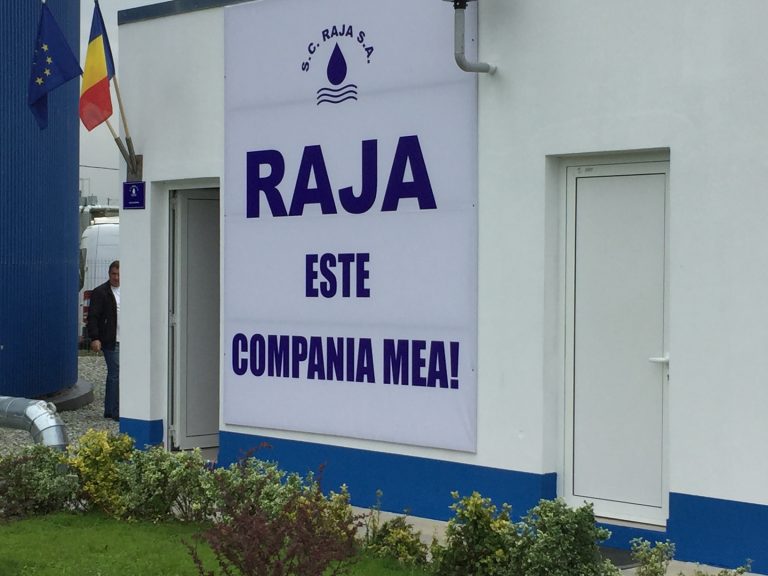 S.C. RAJA S.A.
RAJA
ESTE
COMPANIA MEA!